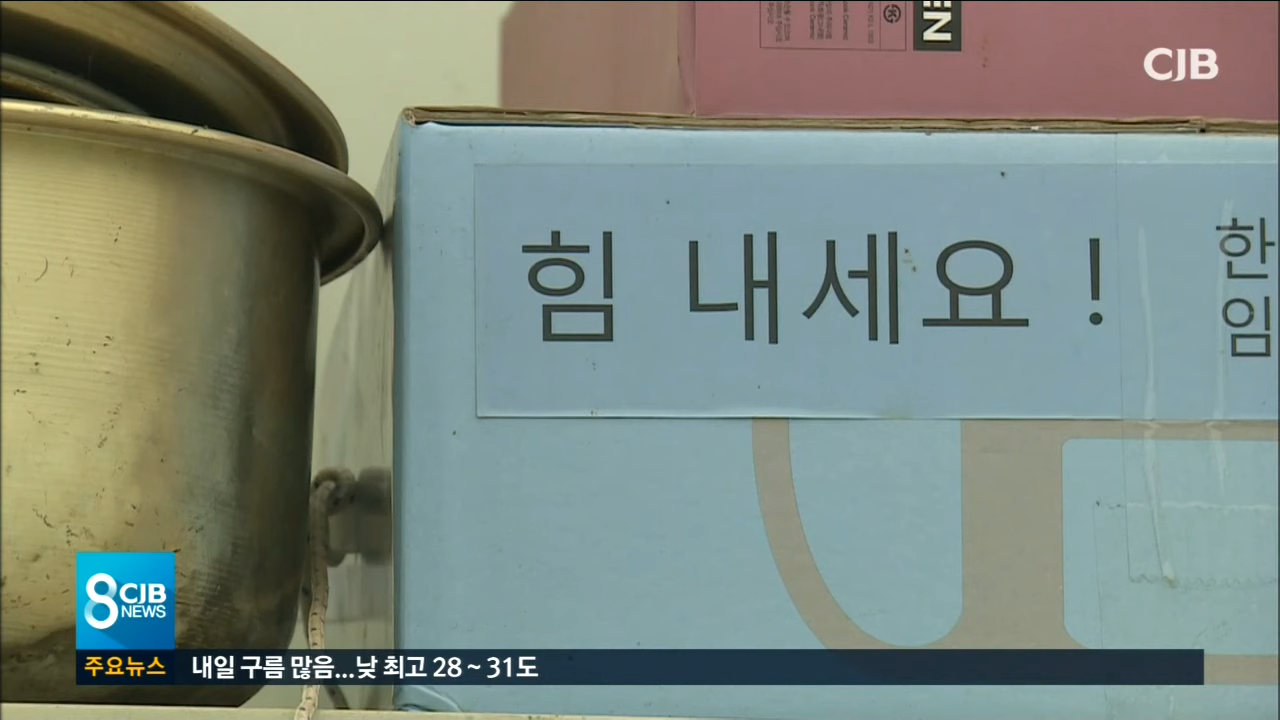 CJB
힘 내세요 !
한
임
8 CJB
NEWS
주요뉴스 내일 구름 많음...낮 최고 28 ~ 31도